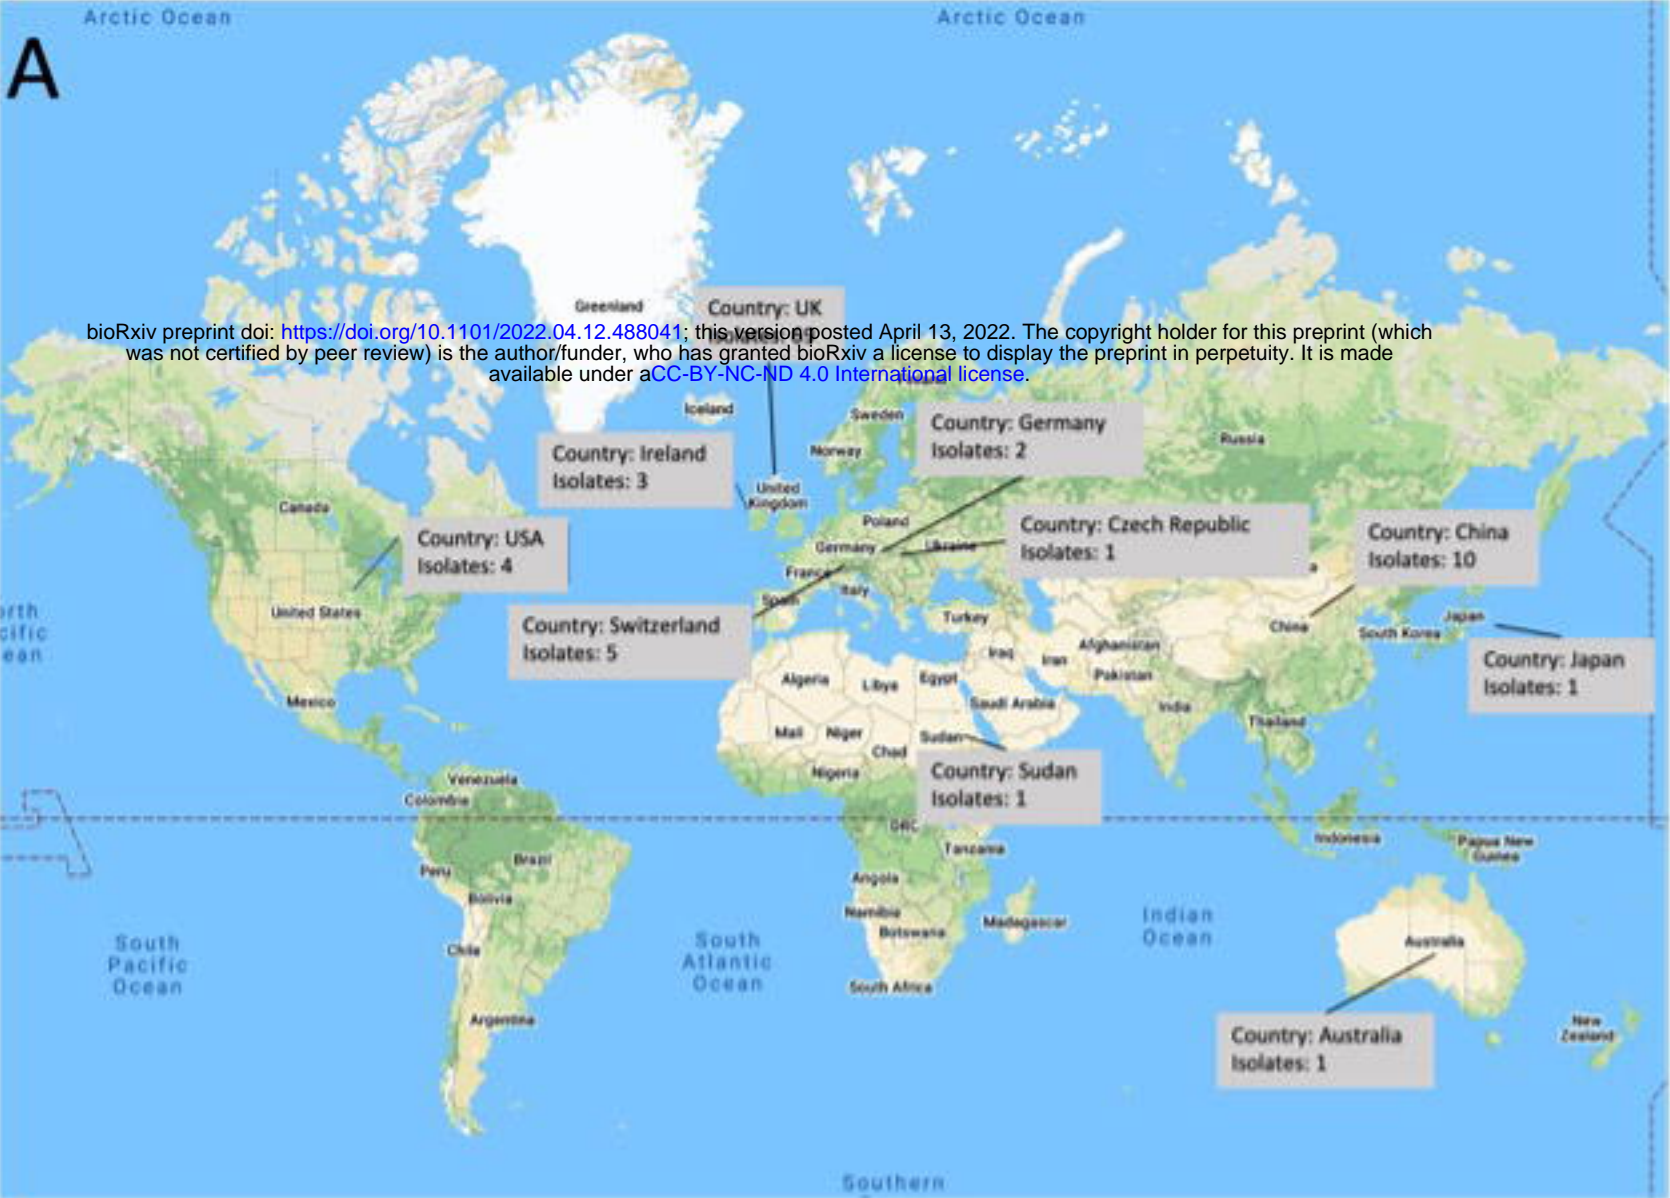 Arctic Ocean
Arctic Ocean
A
Greenland
Country: UK
bioRxiv preprint doi: https://doi.org/10.1101/2022.04.12.488041; this version posted April 13, 2022. The copyright holder for this preprint (which
was not certified by peer review) is the author/funder, who has granted bioRxiv a license to display the preprint in perpetuity. It is made
available under aCC-BY-NC-ND 4.0 International license.
Iceland
Sweden
Norway
Country: Germany
Isolates: 2
Russia
Country: Ireland
Isolates: 3
United
Kingdom
Canada
Poland
Country: USA
Isolates: 4
Germany
Ukraine
Country: Czech Republic
Isolates: 1
Country: China
Isolates: 10
a
France
Italy
Spain
orth
cific
ean
United States
Country: Switzerland
Isolates: 5
Turkey
China
Japan
South Korea
Iraq
Iran
Afghanistan
Pakistan
Country: Japan
Isolates: 1
Algeria
Libya
Egypt
Saudi Arabia
India
Mexico
Thailand
Mali
Niger
Chad
Sudan
Nigeria
Country: Sudan
Isolates: 1
Venezuela
Colombia
DRC
Indonesia
Papua New
Guinea
Tanzania
Brazil
Peru
Bolivia
Angola
Namibia
Botswana
Madagascar
Indian
Ocean
South
Pacific
Ocean
Chile
South
Atlantic
Ocean
Australia
South Africa
Argentina
New
Zealand
Country: Australia
Isolates: 1
Southern